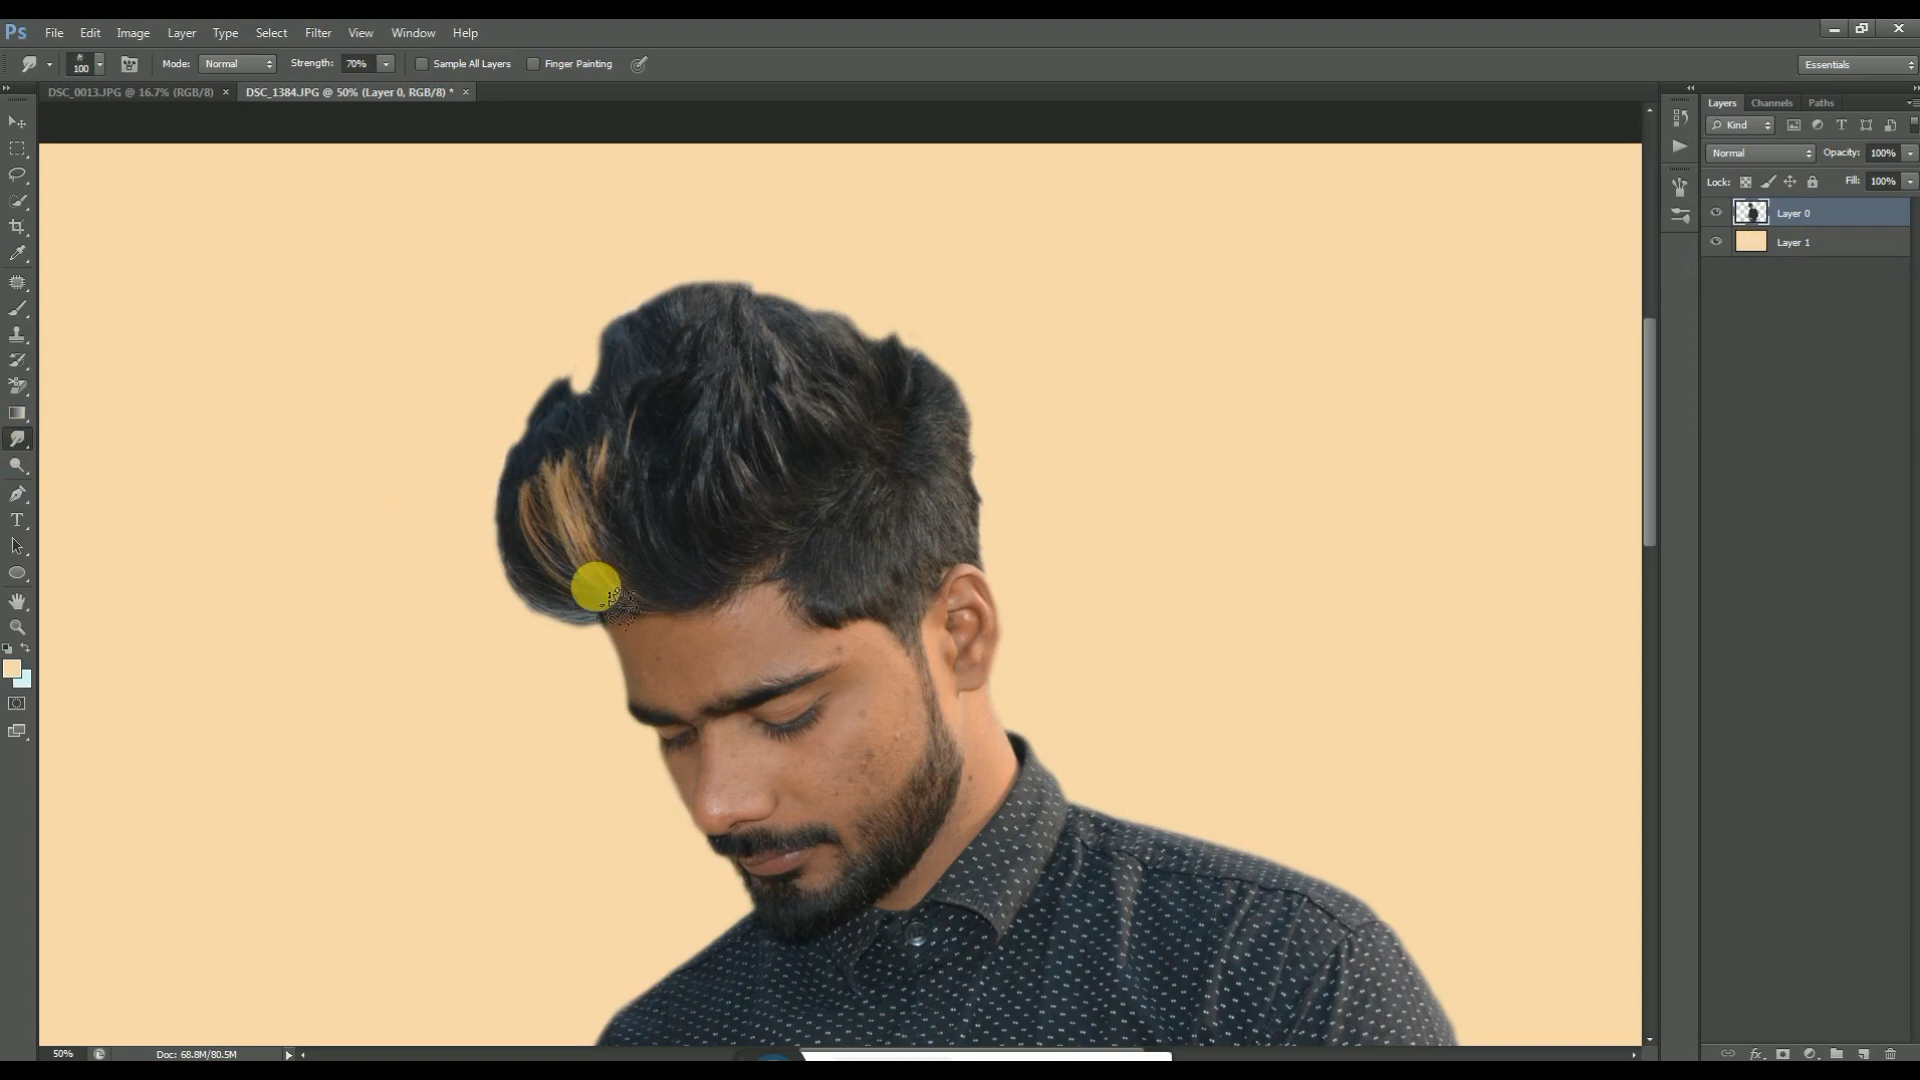 Ps File Edit Image Layer Type Select Filter View Window Help
100 Mode: Normal Strength: 70% Sample All Layers Finger Painting Essentials
DSC_0013.JPG @ 16.7% (RGB/8) × DSC_1384.JPG @ 50% (Layer 0, RGB/8) * ×
Layers Channels Paths
Kind
Normal Opacity: 100%
Lock: Fill: 100%
Layer 0
Layer 1
50% Doc: 68.8M/80.5M